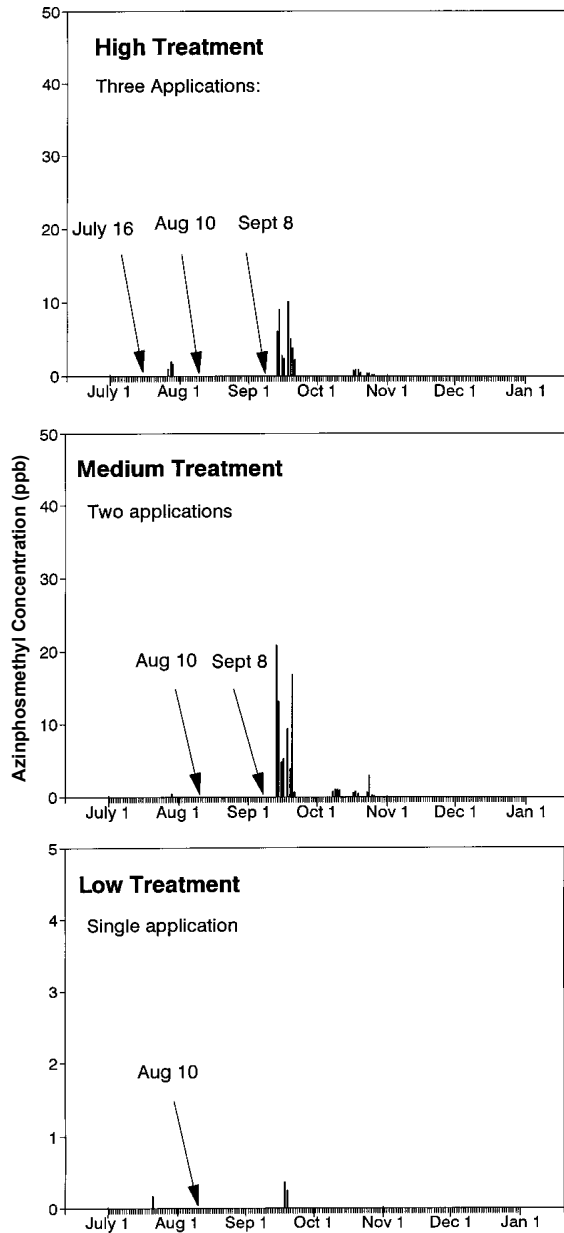 50
High Treatment
Three Applications:
40
30
20
July 16 Aug 10 Sept 8
10
0
July 1 Aug 1 Sep 1 Oct 1 Nov 1 Dec 1 Jan 1
Azinphosmethyl Concentration (ppb)
50
Medium Treatment
Two applications
40
30
20
Aug 10 Sept 8
10
0
July 1 Aug 1 Sep 1 Oct 1 Nov 1 Dec 1 Jan 1
5
Low Treatment
Single application
4
3
2
Aug 10
1
0
July 1 Aug 1 Sep 1 Oct 1 Nov 1 Dec 1 Jan 1